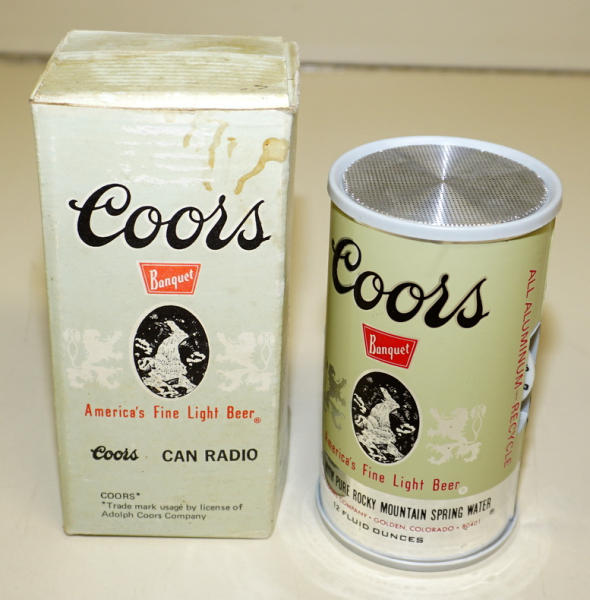 Coors
Banquet
America's Fine Light Beer®
Coors CAN RADIO
COORS*
*Trade mark usage by license of
Adolph Coors Company
Coors
Banquet
America's Fine Light Beer®
PURE ROCKY MOUNTAIN SPRING WATER
COMPANY • GOLDEN, COLORADO • 80401
12 FLUID OUNCES
ALL ALUMINUM-RECYCLE